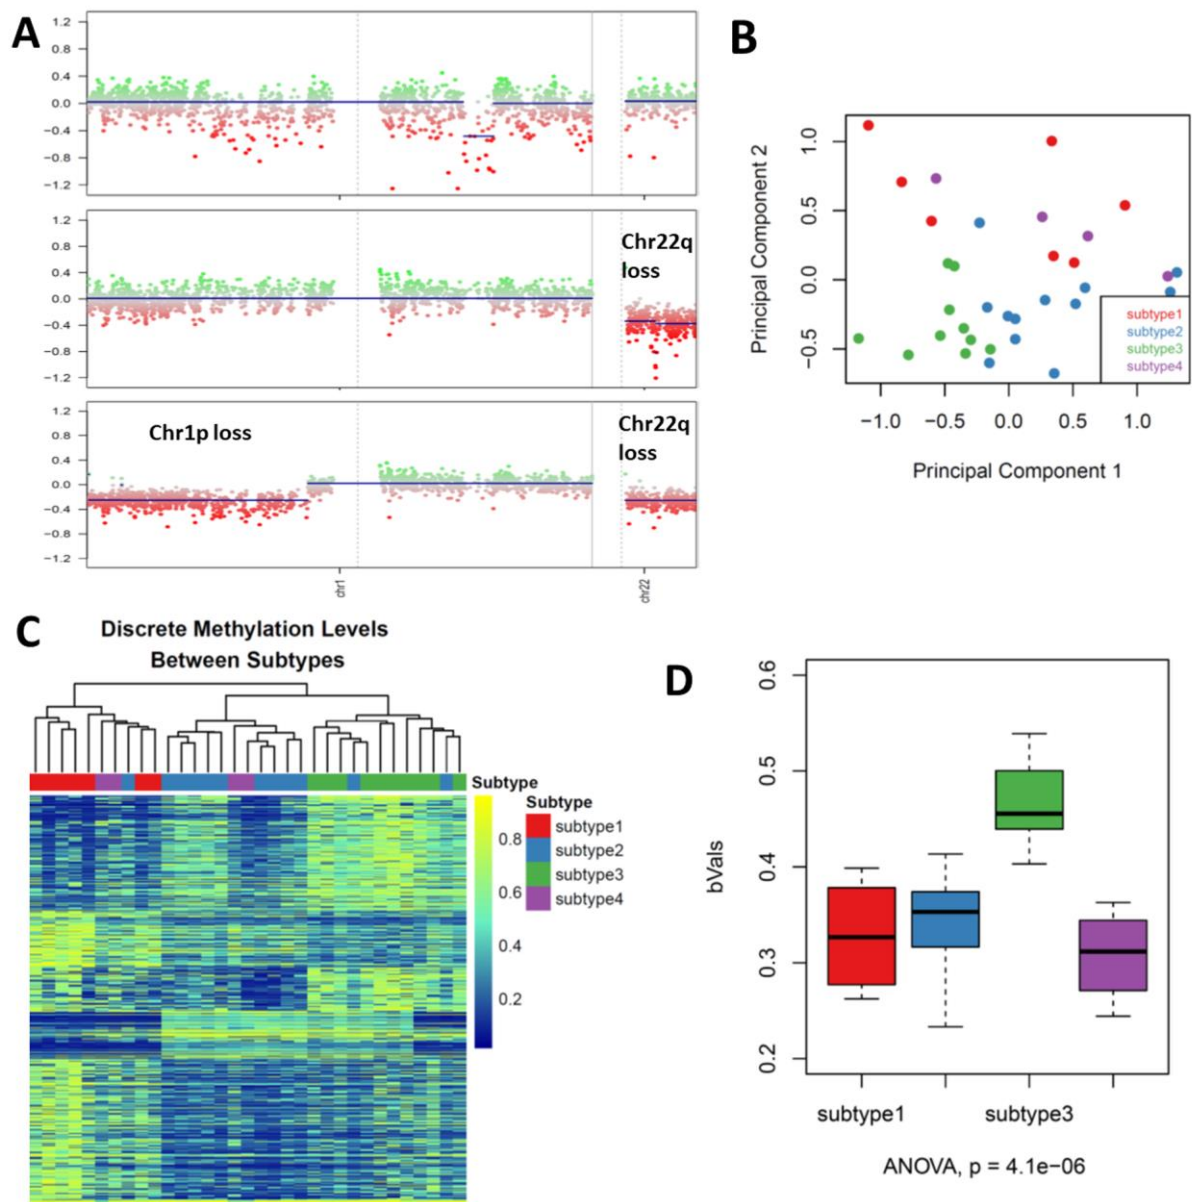 A
1.2
0.8
0.4
0.0
−0.4
−0.8
−1.2
1.2
0.8
0.4
0.0
−0.4
−0.8
−1.2
Chr22q
loss
1.2
0.8
0.4
0.0
−0.4
−0.8
−1.2
Chr1p loss
Chr22q
loss
chr1
chr22
B
Principal Component 2
1.0
0.5
0.0
−0.5
subtype1
subtype2
subtype3
subtype4
−1.0 −0.5 0.0 0.5 1.0
Principal Component 1
C
Discrete Methylation Levels
Between Subtypes
Subtype
0.8
0.6
0.4
0.2
Subtype
subtype1
subtype2
subtype3
subtype4
D
bVals
0.6
0.5
0.4
0.3
0.2
subtype1 subtype3
ANOVA, p = 4.1e−06